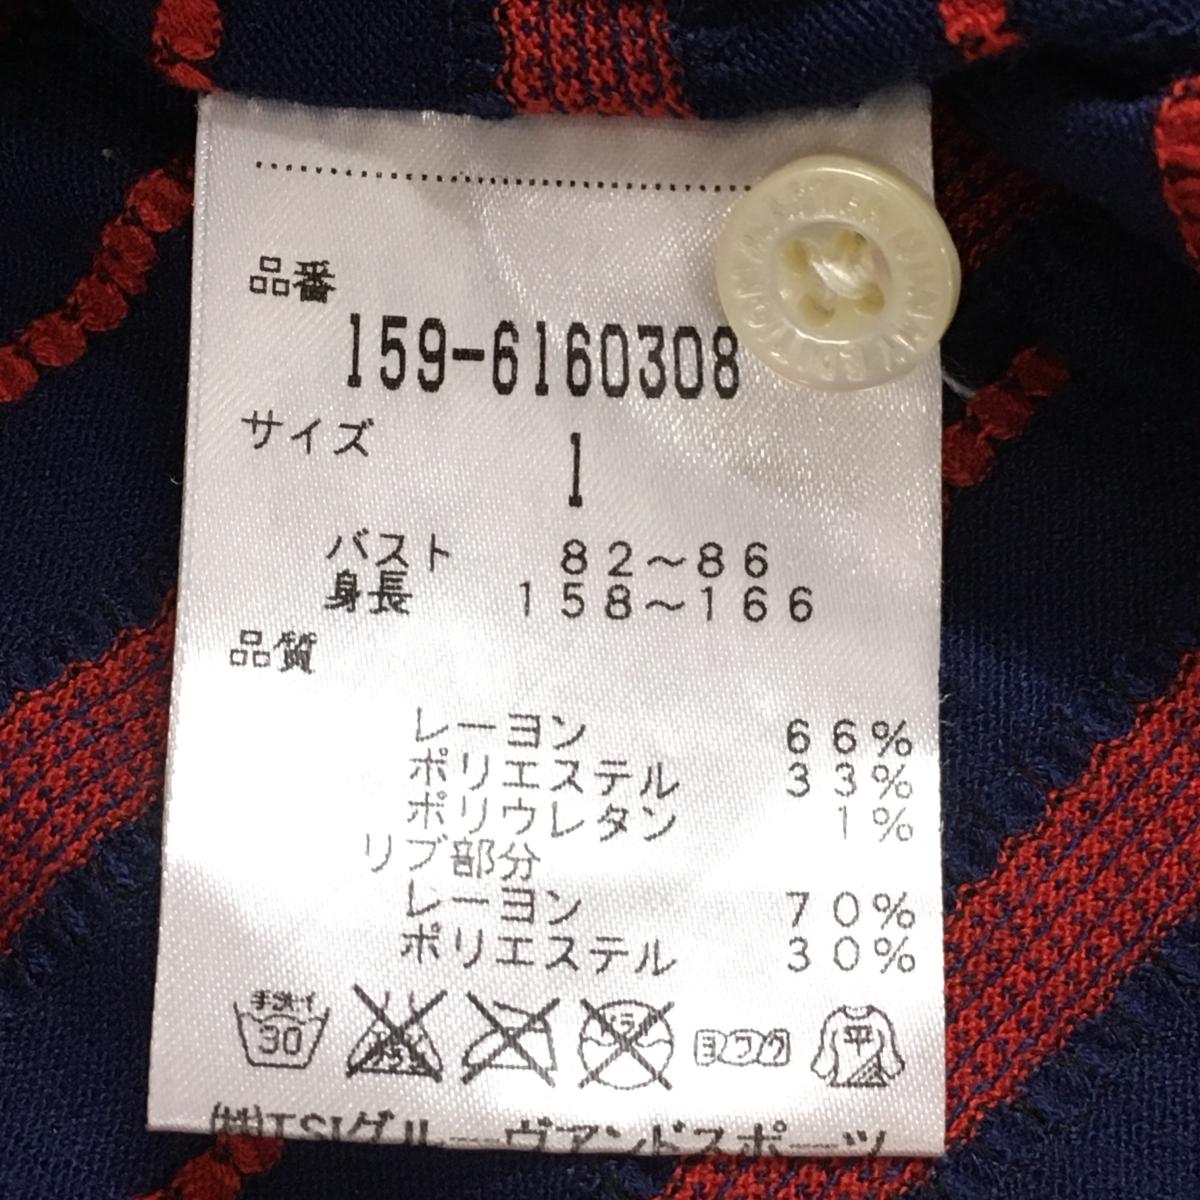 品番
159-6160308
サイズ
1
バスト 82~86
身長 158~166
品質
レーヨン 66%
ポリエステル 33%
ポリウレタン 1%
リブ部分
レーヨン 70%
ポリエステル 30%
手洗イ
30
ヨワク
平
(株)TSIグルーヴアンドスポーツ